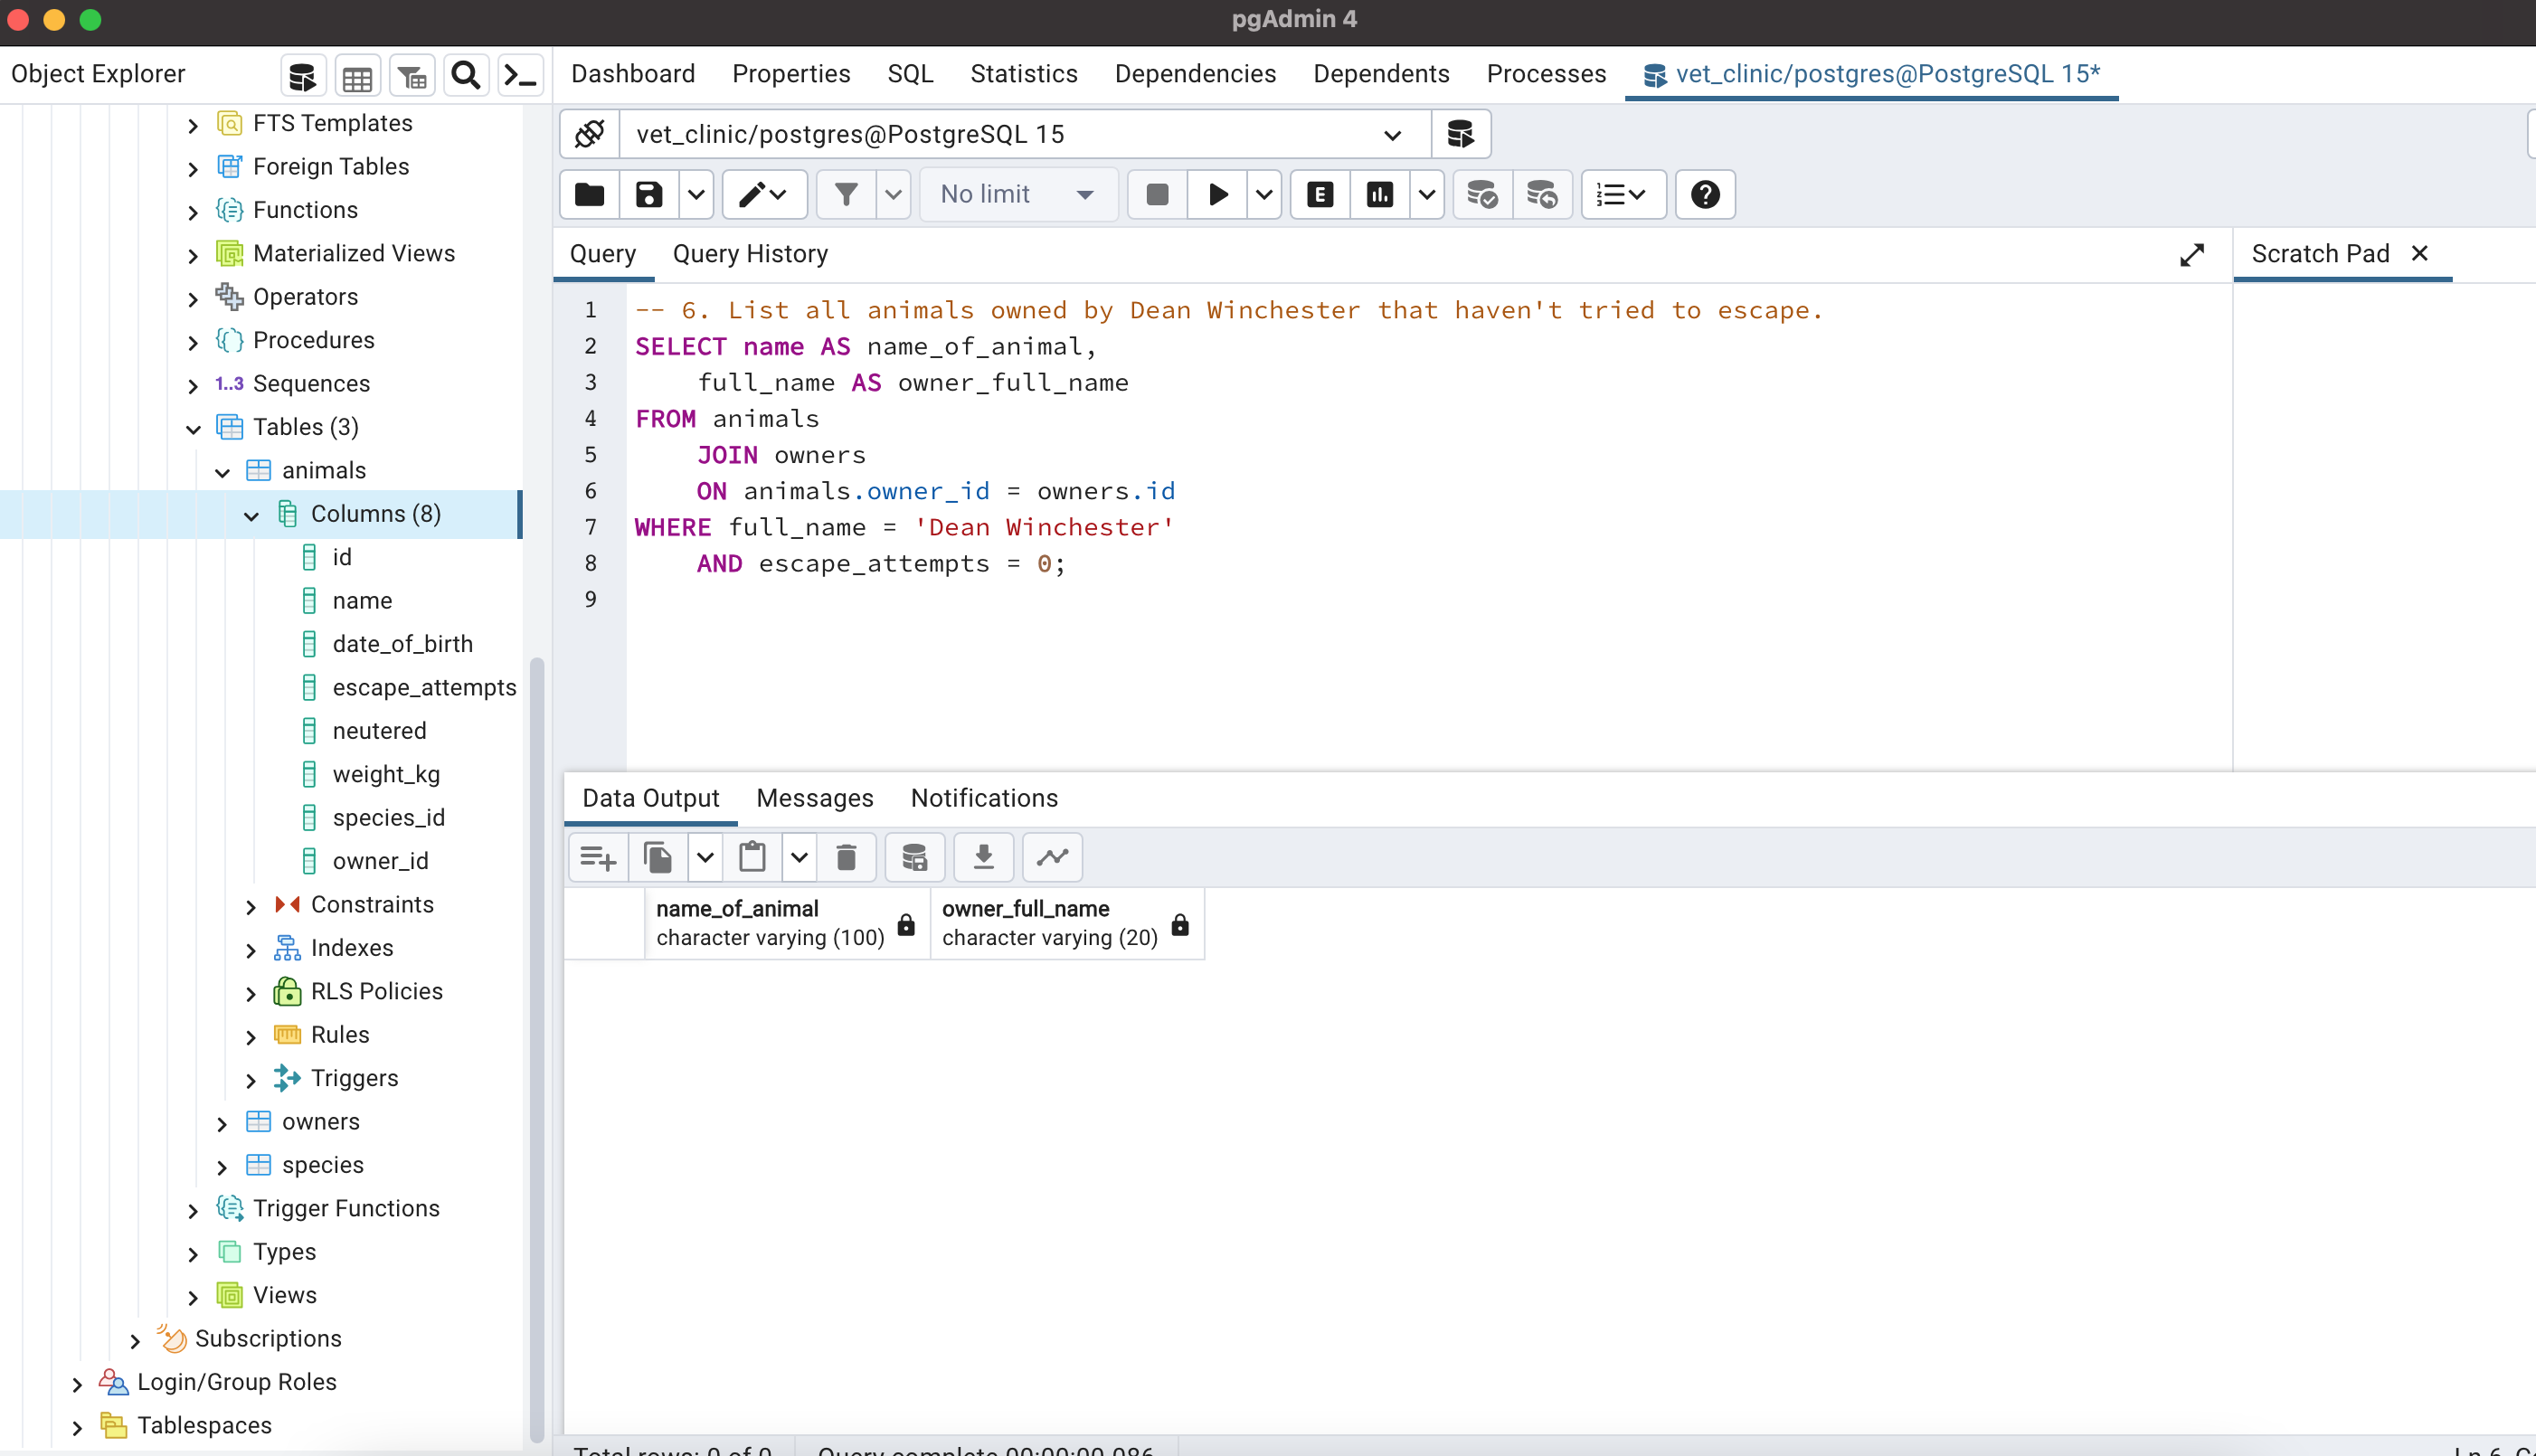 pgAdmin 4
Object Explorer
Dashboard Properties SQL Statistics Dependencies Dependents Processes vet_clinic/postgres@PostgreSQL 15*
FTS Templates
Foreign Tables
Functions
Materialized Views
Operators
Procedures
1..3 Sequences
Tables (3)
animals
Columns (8)
id
name
date_of_birth
escape_attempts
neutered
weight_kg
species_id
owner_id
Constraints
Indexes
RLS Policies
Rules
Triggers
owners
species
Trigger Functions
Types
Views
Subscriptions
Login/Group Roles
Tablespaces
vet_clinic/postgres@PostgreSQL 15
No limit
E
Query Query History
Scratch Pad
1 -- 6. List all animals owned by Dean Winchester that haven't tried to escape.
2 SELECT name AS name_of_animal,
3 full_name AS owner_full_name
4 FROM animals
5 JOIN owners
6 ON animals.owner_id = owners.id
7 WHERE full_name = 'Dean Winchester'
8 AND escape_attempts = 0;
9
Data Output Messages Notifications
name_of_animal owner_full_name
character varying (100) character varying (20)
Total rows: 0 of 0 Query complete 00:00:00.086